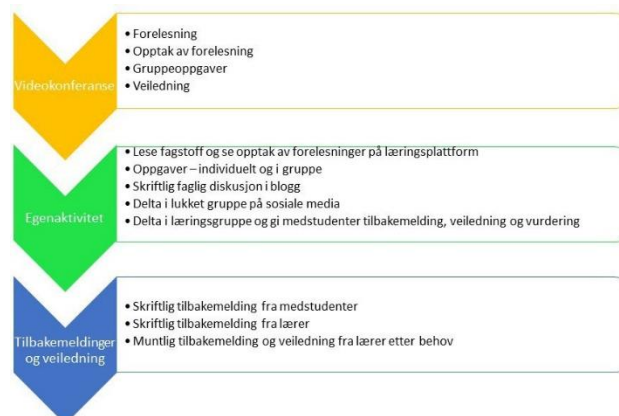 Videokonferanse
• Forelesning
• Opptak av forelesning
• Gruppeoppgaver
• Veiledning
Egenaktivitet
• Lese fagstoff og se opptak av forelesninger på læringsplattform
• Oppgaver – individuelt og i gruppe
• Skriftlig faglig diskusjon i blogg
• Delta i lukket gruppe på sosiale media
• Delta i læringsgruppe og gi medstudenter tilbakemelding, veiledning og vurdering
Tilbakemeldinger
og veiledning
• Skriftlig tilbakemelding fra medstudenter
• Skriftlig tilbakemelding fra lærer
• Muntlig tilbakemelding og veiledning fra lærer etter behov